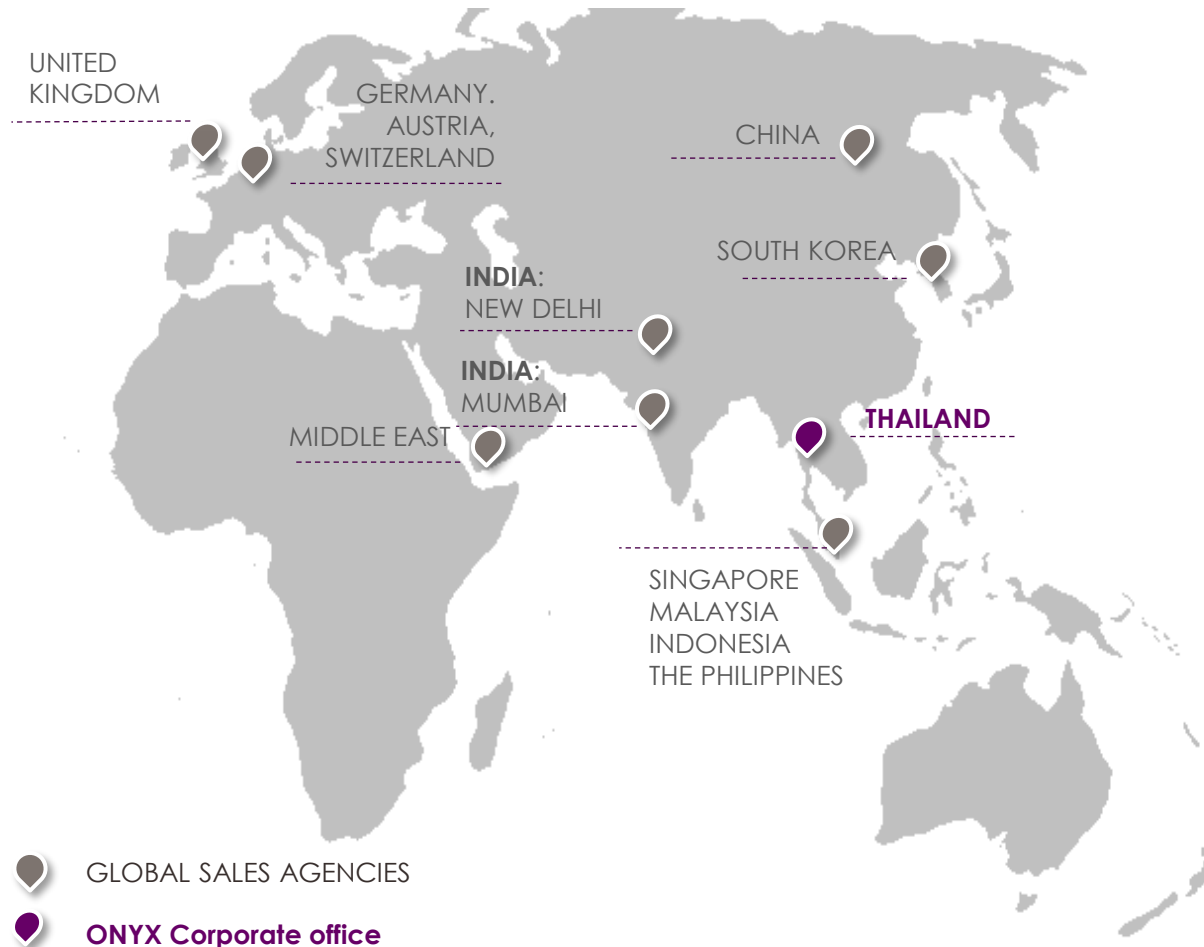 UNITED
KINGDOM
GERMANY.
AUSTRIA,
SWITZERLAND
CHINA
SOUTH KOREA
INDIA:
NEW DELHI
INDIA:
MUMBAI
MIDDLE EAST
THAILAND
SINGAPORE
MALAYSIA
INDONESIA
THE PHILIPPINES
GLOBAL SALES AGENCIES
ONYX Corporate office